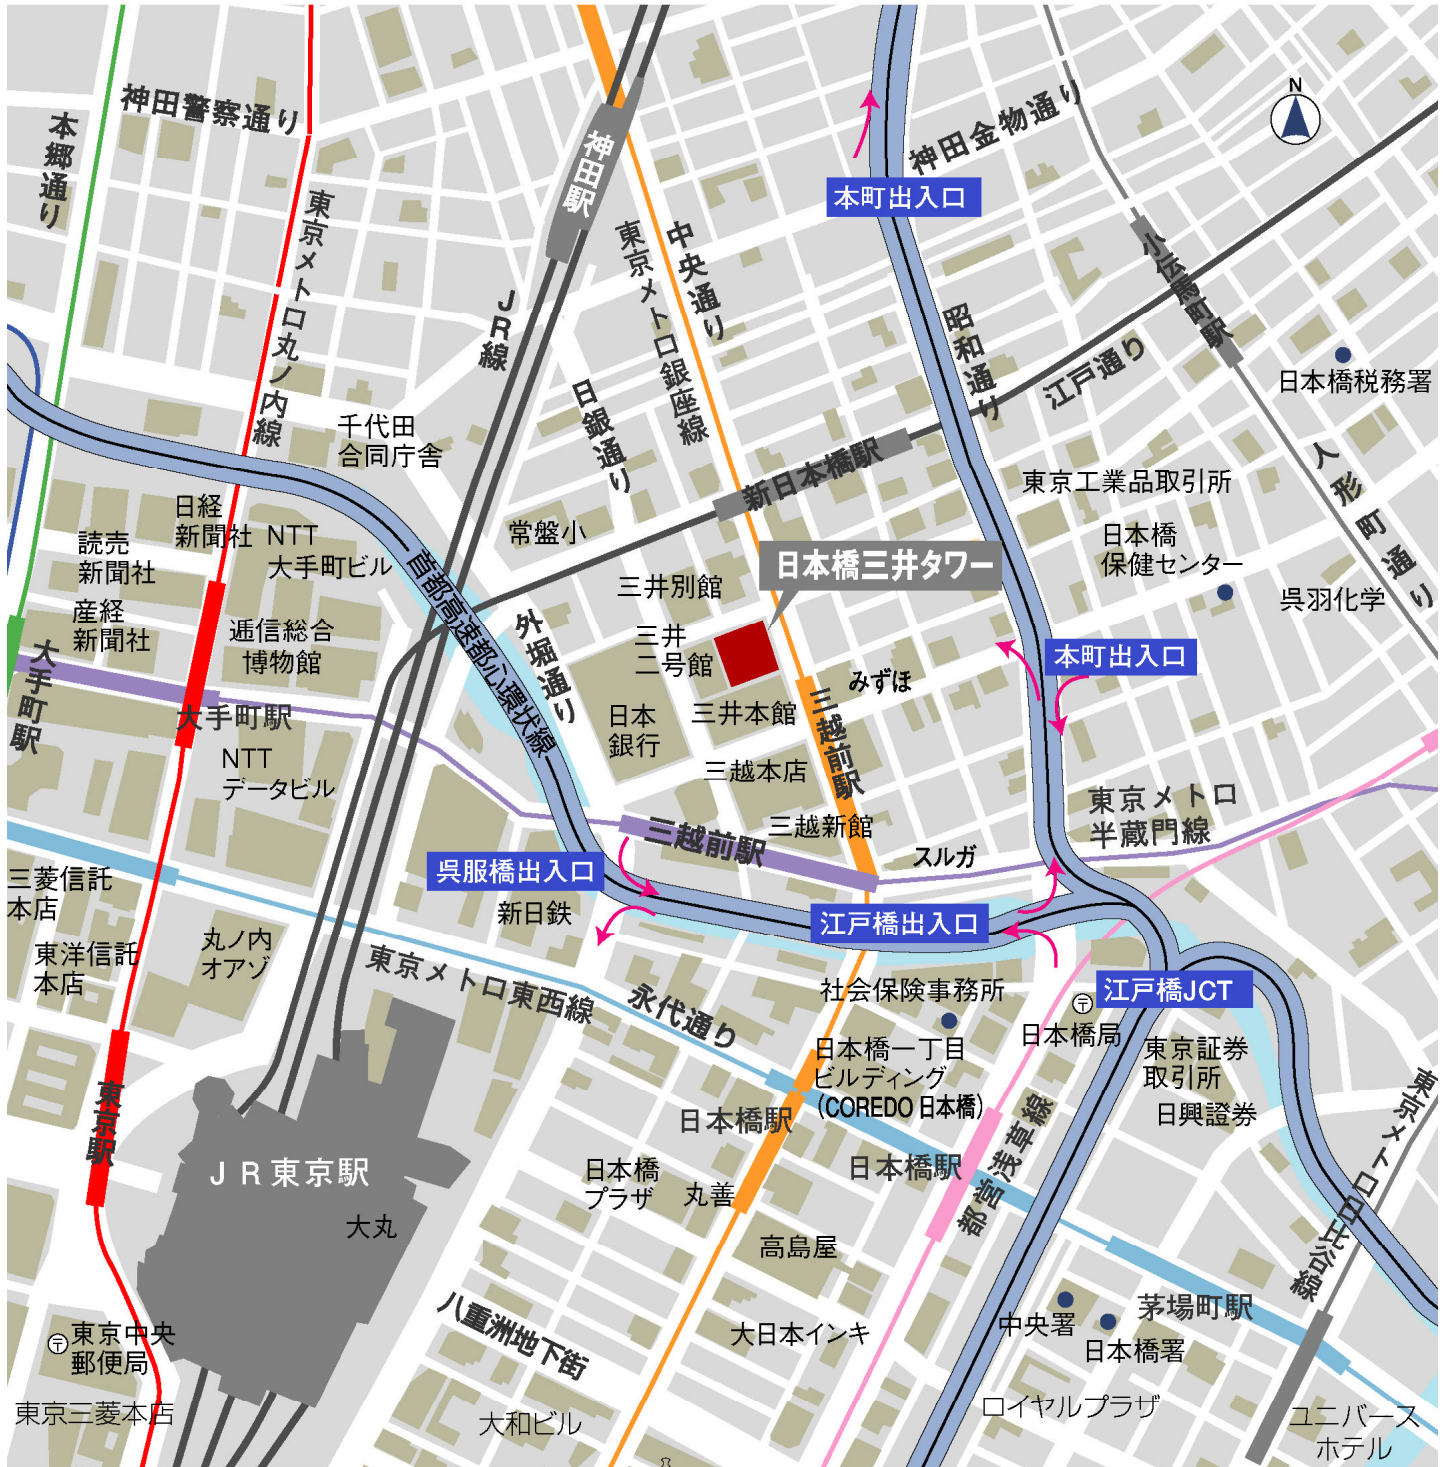 N
神田警察通り
本郷通り
神田駅
神田金物通り
本町出入口
東京メトロ丸ノ内線
東京メトロ銀座線
中央通り
小伝馬町駅
JR線
昭和通り
江戸通り
日本橋税務署
千代田
合同庁舎
日銀通り
新日本橋駅
東京工業品取引所
人形町通り
日経
新聞社
NTT
大手町ビル
読売
新聞社
常盤小
日本橋三井タワー
日本橋
保健センター
首都高速都心環状線
三井別館
呉羽化学
産経
新聞社
逓信総合
博物館
外堀通り
三井
二号館
本町出入口
みずほ
大手町駅
大手町駅
日本
銀行
三井本館
三越前駅
NTT
データビル
三越本店
東京メトロ
半蔵門線
三越前駅
三越新館
スルガ
呉服橋出入口
三菱信託
本店
新日鉄
江戸橋出入口
丸ノ内
オアゾ
東洋信託
本店
東京メトロ東西線
永代通り
社会保険事務所
〒
日本橋局
江戸橋JCT
東京証券
取引所
日本橋一丁目
ビルディング
(COREDO 日本橋)
東京駅
日本橋駅
日興證券
東京メトロ日比谷線
JR東京駅
日本橋
プラザ
丸善
日本橋駅
都営浅草線
大丸
高島屋
八重洲地下街
大日本インキ
中央署
日本橋署
茅場町駅
〒
東京中央
郵便局
東京三菱本店
大和ビル
ロイヤルプラザ
ユニバース
ホテル